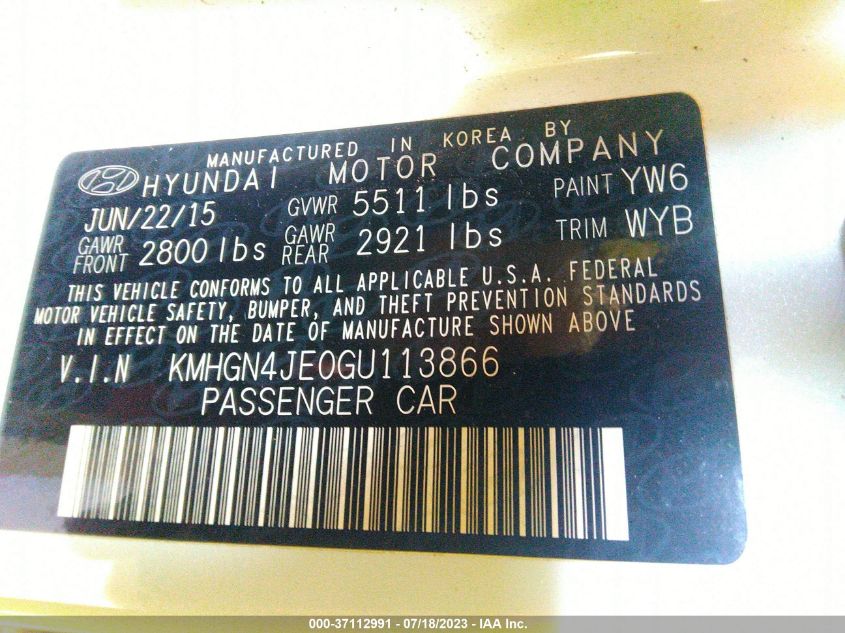 MANUFACTURED IN KOREA BY
HYUNDAI MOTOR COMPANY
JUN/22/15 GVWR 5511 lbs PAINT YW6
GAWR FRONT 2800 lbs GAWR REAR 2921 lbs TRIM WYB
THIS VEHICLE CONFORMS TO ALL APPLICABLE U.S.A. FEDERAL
MOTOR VEHICLE SAFETY, BUMPER, AND THEFT PREVENTION STANDARDS
IN EFFECT ON THE DATE OF MANUFACTURE SHOWN ABOVE
V.I.N KMHGN4JE0GU113866
PASSENGER CAR
000-37112991 - 07/18/2023 - IAA Inc.